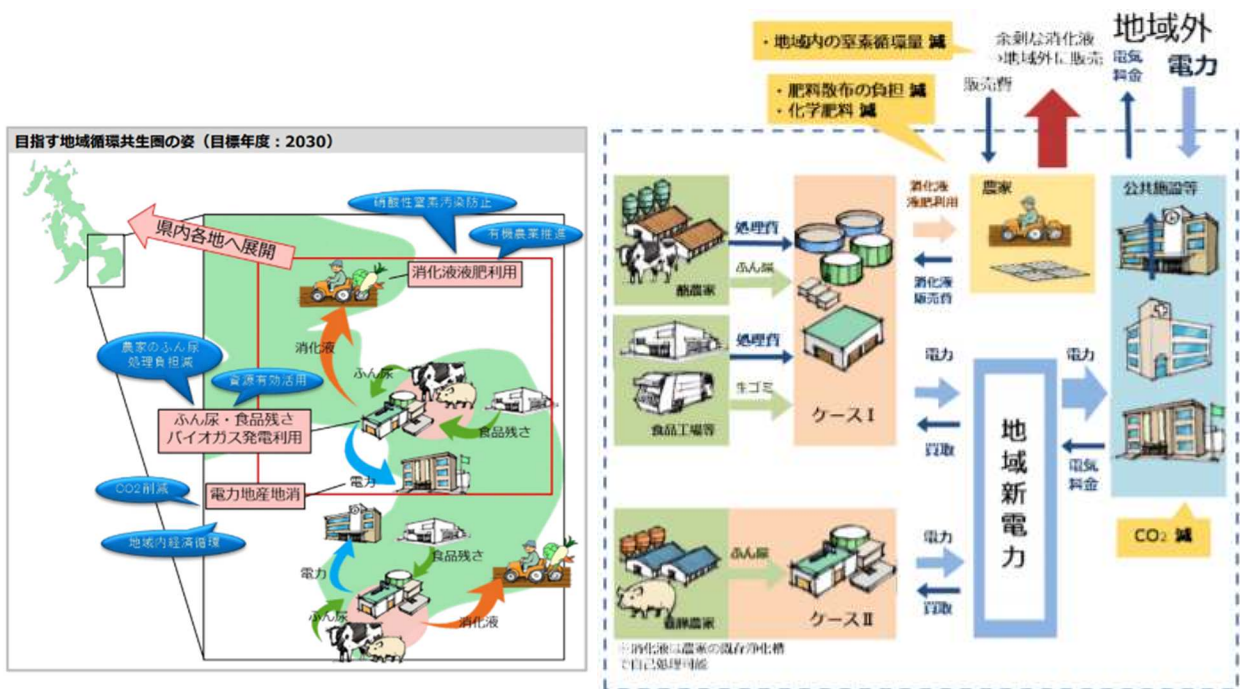 目指す地域循環共生圏の姿（目標年度：2030）
県内各地へ展開
硝酸性窒素汚染防止
有機農業推進
消化液液肥利用
農家のふん尿
処理負担減
資源有効活用
消化液
ふん尿
ふん尿・食品残さ
バイオガス発電利用
食品残さ
CO2削減
電力地産地消
電力
地域内経済循環
食品残さ
電力
ふん尿
消化液
・地域内の窒素循環量 減
・肥料散布の負担 減
・化学肥料 減
余剰な消化液
→地域外に販売
販売費
地域外
電気
料金
電力
処理費
ふん尿
酪農家
処理費
生ゴミ
食品工場等
ケースⅠ
消化液
液肥利用
消化液
販売費
農家
公共施設等
電力
買取
電力
電気
料金
地域新電力
CO₂ 減
ふん尿
養豚農家
ケースⅡ
電力
買取
※消化液は農家の既存浄化槽
で自己処理可能